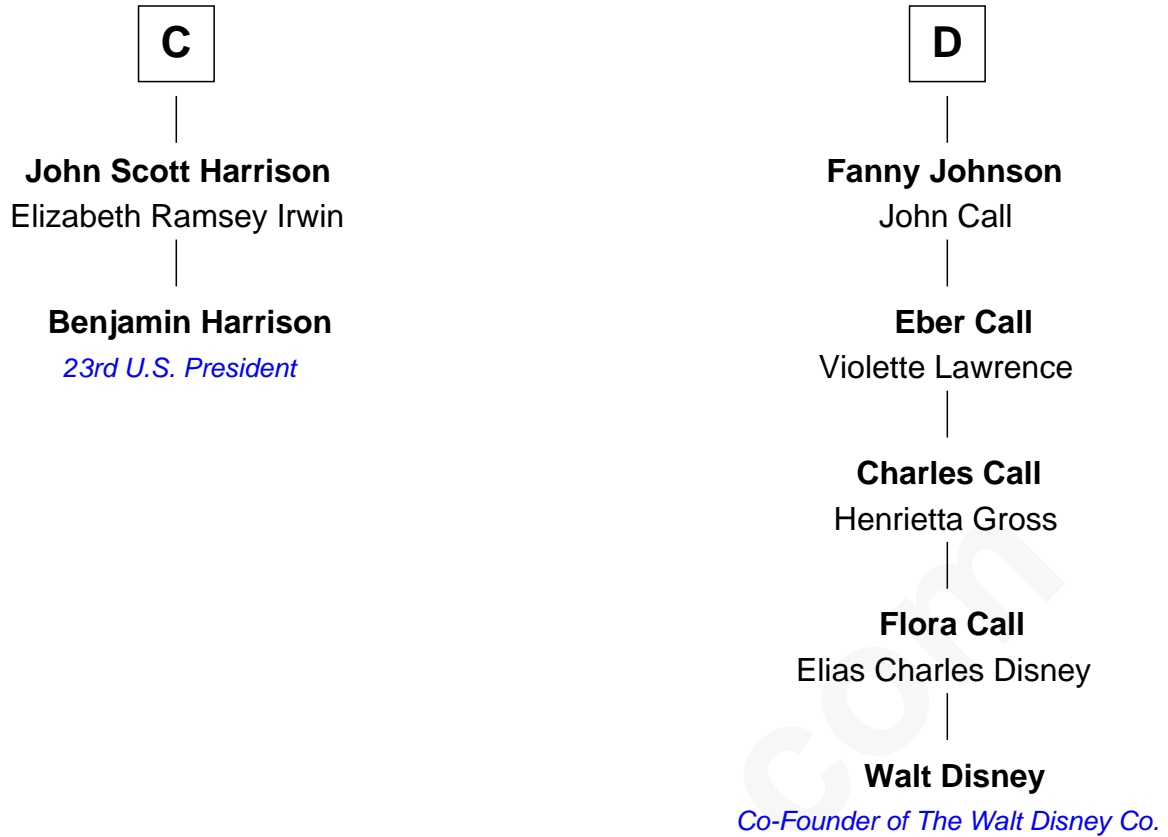 C
John Scott Harrison
Elizabeth Ramsey Irwin
Benjamin Harrison
23rd U.S. President
D
Fanny Johnson
John Call
Eber Call
Violette Lawrence
Charles Call
Henrietta Gross
Flora Call
Elias Charles Disney
Walt Disney
Co-Founder of The Walt Disney Co.
com